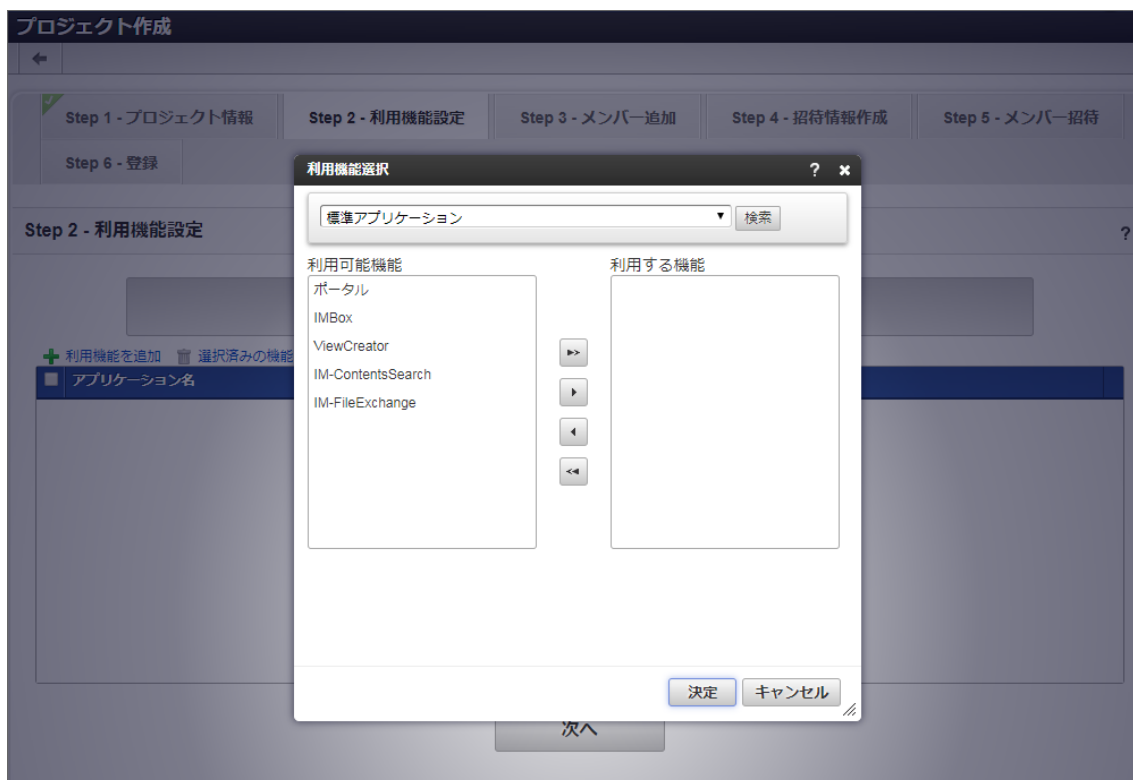 プロジェクト作成
Step 1 - プロジェクト情報
Step 2 - 利用機能設定
Step 3 - メンバー追加
Step 4 - 招待情報作成
Step 5 - メンバー招待
Step 6 - 登録
利用機能選択
?
標準アプリケーション
検索
Step 2 - 利用機能設定
?
利用可能機能
利用する機能
ポータル
IMBox
ViewCreator
IM-ContentsSearch
IM-FileExchange
利用機能を追加
選択済みの機能
アプリケーション名
決定
キャンセル
次へ